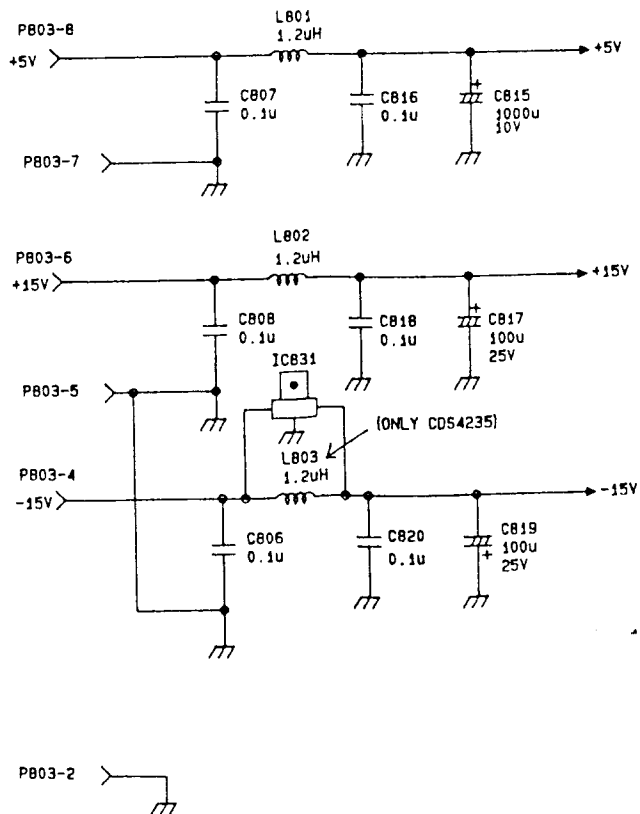 L801
1.2uH
P803-8
+5V
+5V
C807
0.1u
C816
0.1u
+
C815
1000u
10V
P803-7
L802
1.2uH
P803-6
+15V
+15V
C808
0.1u
C818
0.1u
+
C817
100u
25V
IC831
P803-5
(ONLY CDS4235)
L803
1.2uH
P803-4
-15V
-15V
C806
0.1u
C820
0.1u
+
C819
100u
25V
P803-2